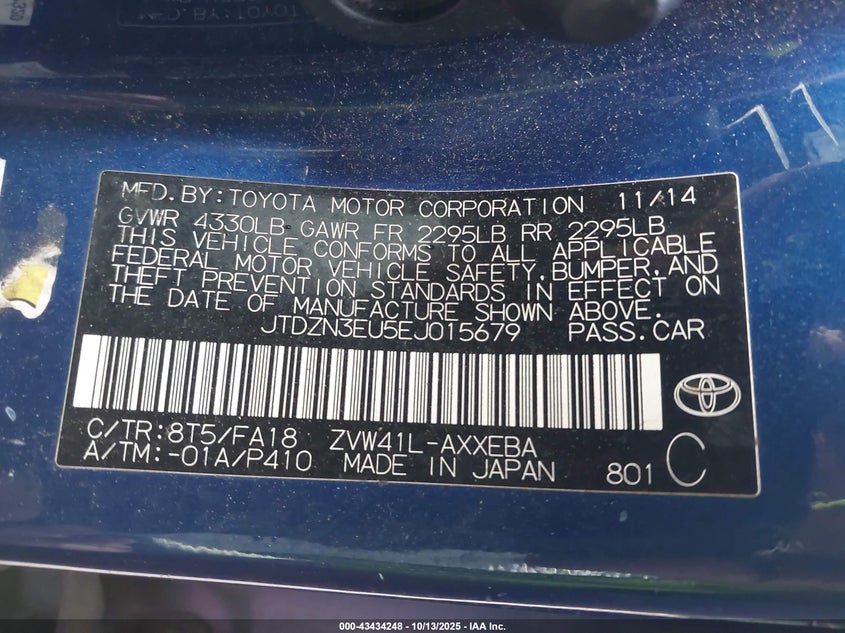 MFD.BY:TOYOTA MOTOR CORPORATION 11/14
GVWR 4330LB GAWR FR 2295LB RR 2295LB
THIS VEHICLE CONFORMS TO ALL APPLICABLE
FEDERAL MOTOR VEHICLE SAFETY,BUMPER,AND
THEFT PREVENTION STANDARDS IN EFFECT ON
THE DATE OF MANUFACTURE SHOWN ABOVE.
JTDZN3EU5EJ015679 PASS.CAR
C/TR:8T5/FA18 ZVW41L-AXXEBA
A/TM:-01A/P410 MADE IN JAPAN 801 C
000-43434248 - 10/13/2025 - IAA Inc.